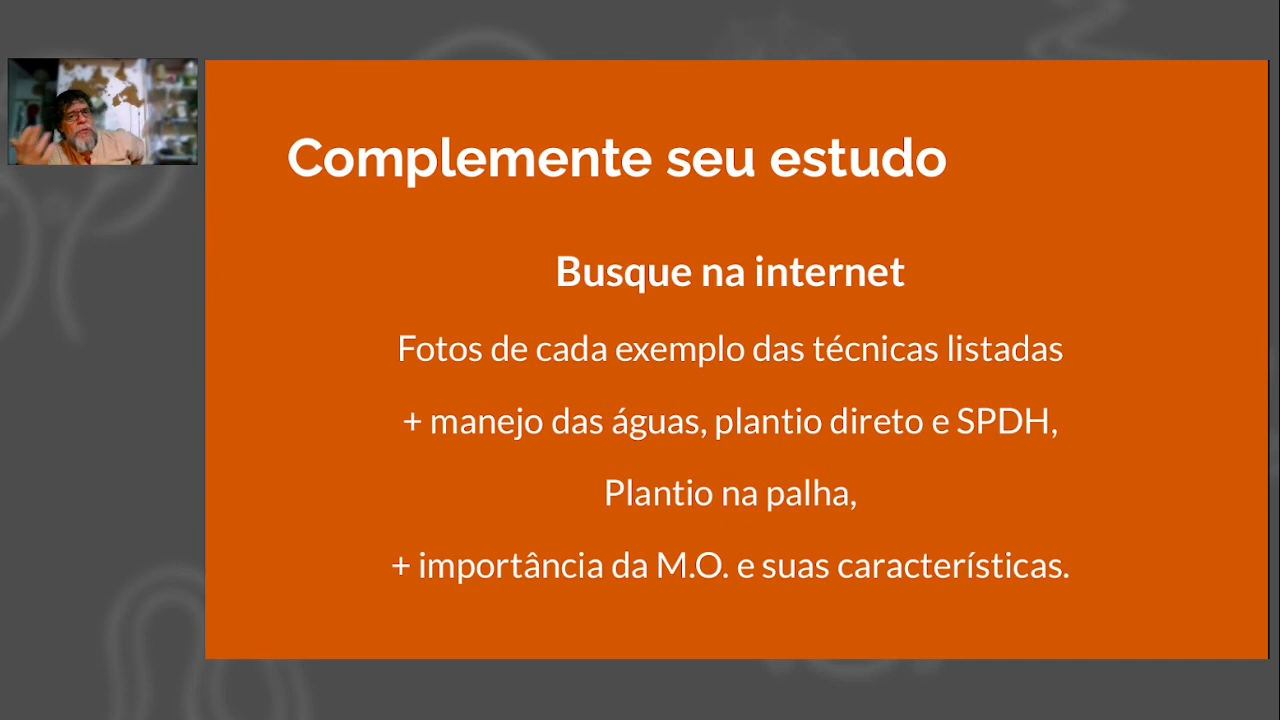 Complemente seu estudo
Busque na internet
Fotos de cada exemplo das técnicas listadas
+ manejo das águas, plantio direto e SPDH,
Plantio na palha,
+ importância da M.O. e suas características.